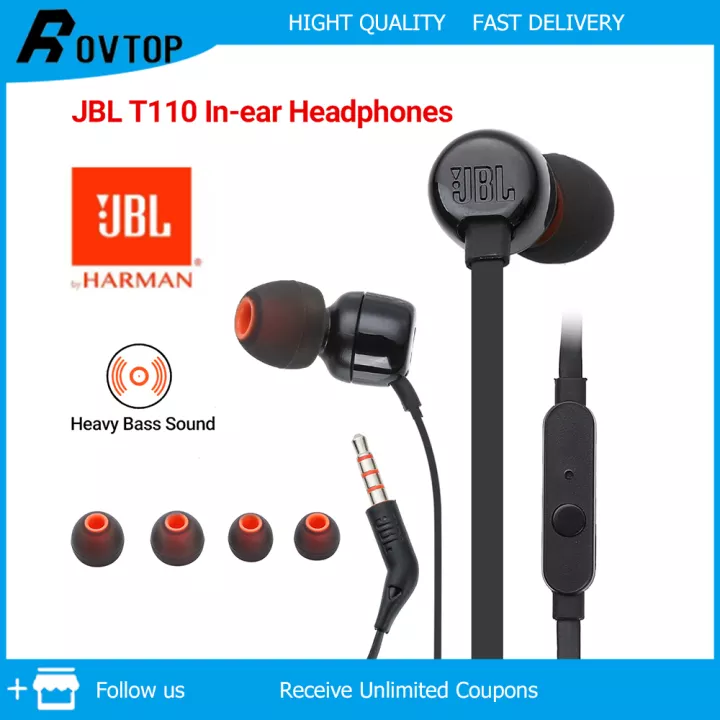 ROVTOP
HIGHT QUALITY FAST DELIVERY
JBL T110 In-ear Headphones
JBL
JBL®
by HARMAN
Heavy Bass Sound
JBL
+ Follow us
Receive Unlimited Coupons